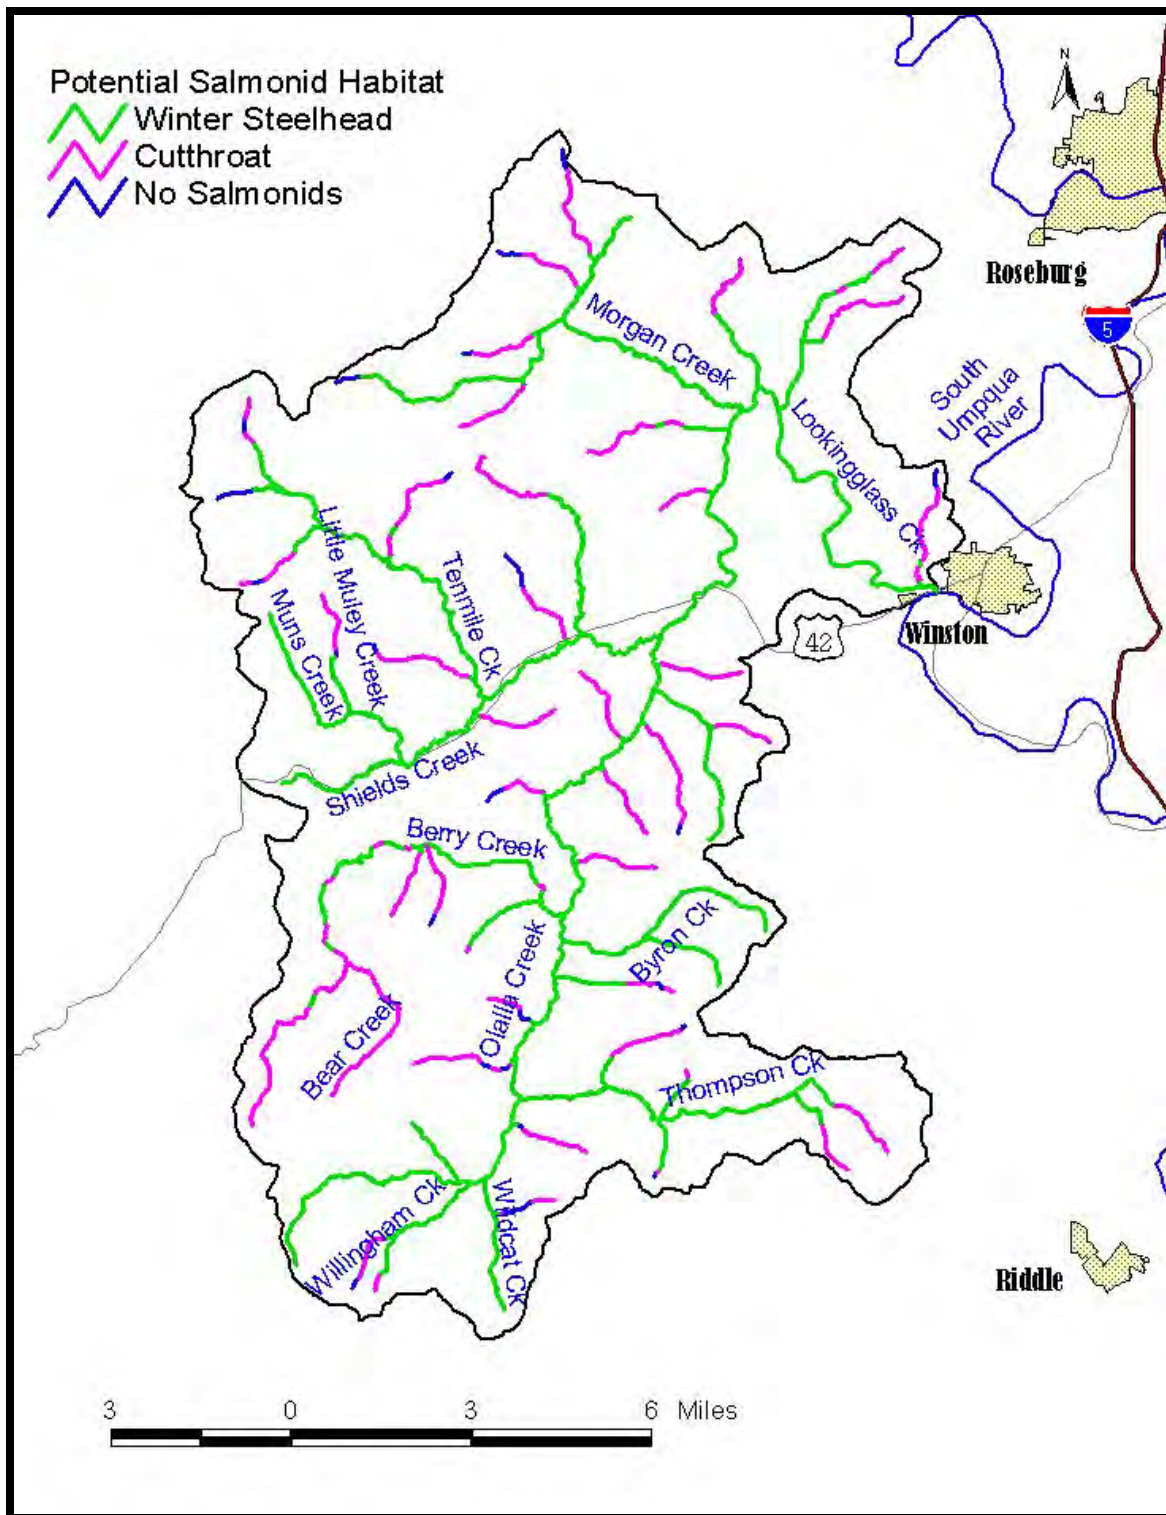 Potential Salmonid Habitat
Winter Steelhead
Cutthroat
No Salmonids
N
Roseburg
5
Morgan Creek
South
Umpqua
River
Lookingglass Ck
Little Muley Creek
Tenmile Ck
Muns Creek
Winston
42
Shields Creek
Berry Creek
Byron Ck
Olalla Creek
Bear Creek
Thompson Ck
Willingham Ck
Wildcat Ck
Riddle
3 0 3 6 Miles